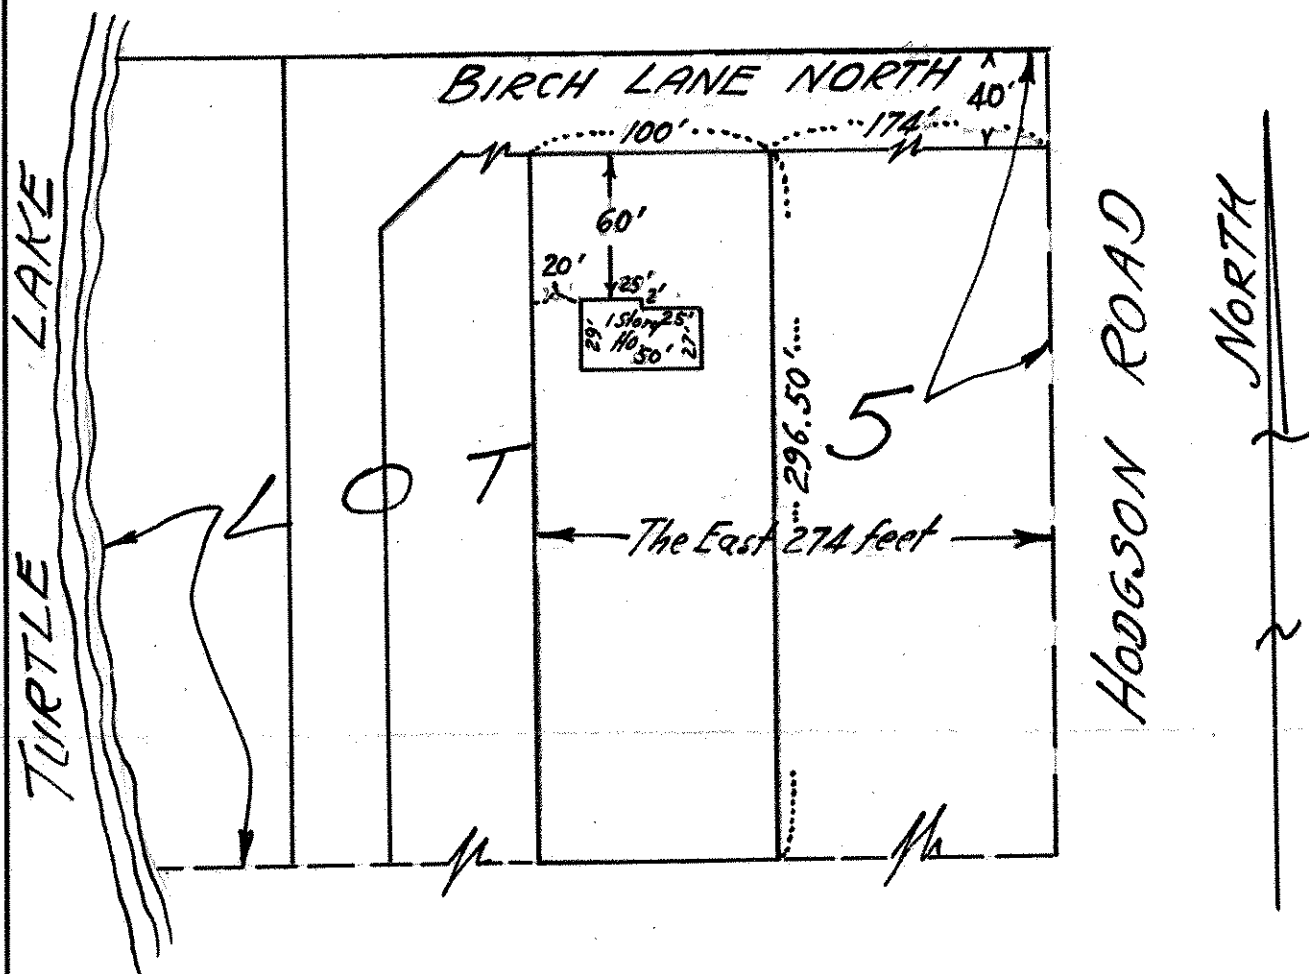 BIRCH LANE NORTH
40'
100'
174'
60'
20'
25'
2'
1 Story
25'
29'
Ho.
50'
27'
296.50'
LOT 5
The East 274 feet
TURTLE LAKE
HODGSON ROAD
NORTH